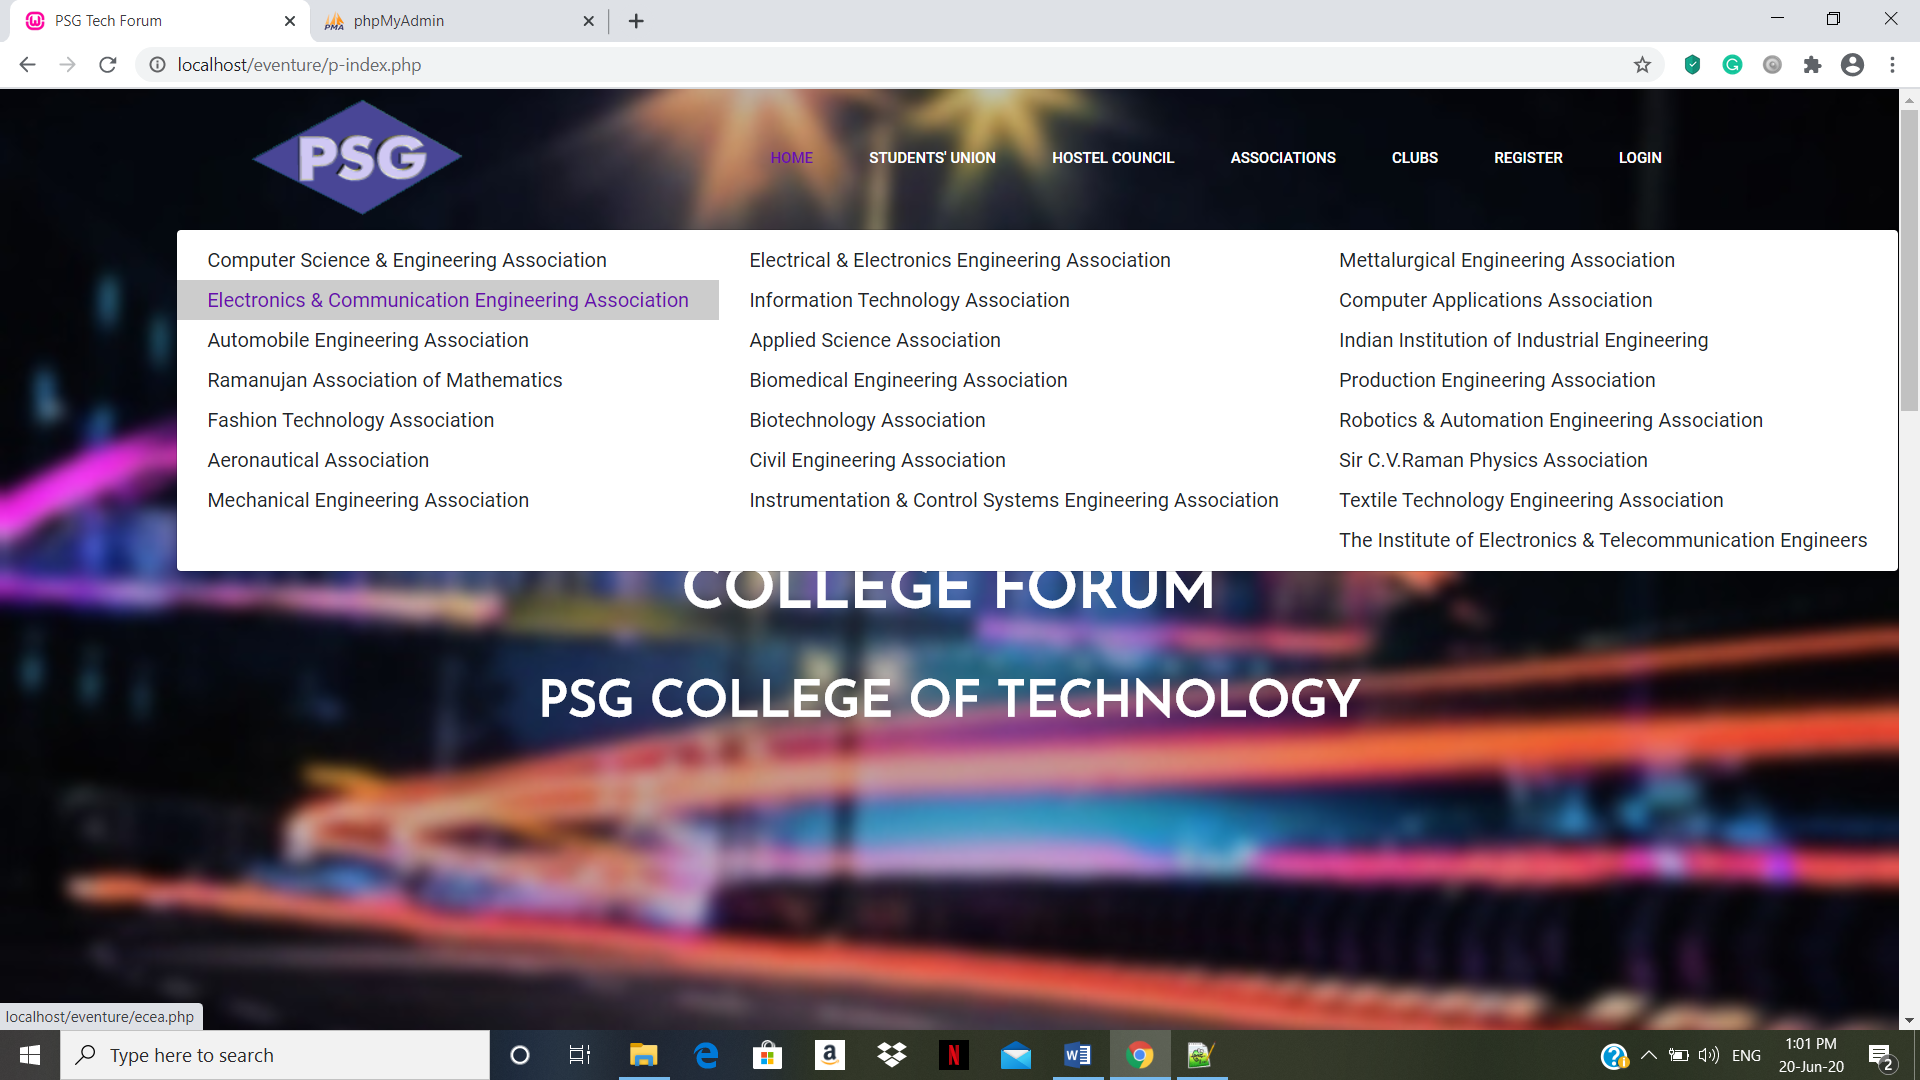 PSG Tech Forum
phpMyAdmin
localhost/eventure/p-index.php
PSG
HOME STUDENTS' UNION HOSTEL COUNCIL ASSOCIATIONS CLUBS REGISTER LOGIN
Computer Science & Engineering Association
Electronics & Communication Engineering Association
Automobile Engineering Association
Ramanujan Association of Mathematics
Fashion Technology Association
Aeronautical Association
Mechanical Engineering Association
Electrical & Electronics Engineering Association
Information Technology Association
Applied Science Association
Biomedical Engineering Association
Biotechnology Association
Civil Engineering Association
Instrumentation & Control Systems Engineering Association
Mettalurgical Engineering Association
Computer Applications Association
Indian Institution of Industrial Engineering
Production Engineering Association
Robotics & Automation Engineering Association
Sir C.V.Raman Physics Association
Textile Technology Engineering Association
The Institute of Electronics & Telecommunication Engineers
COLLEGE FORUM
PSG COLLEGE OF TECHNOLOGY
localhost/eventure/ecea.php
Type here to search
ENG
1:01 PM
20-Jun-20
2